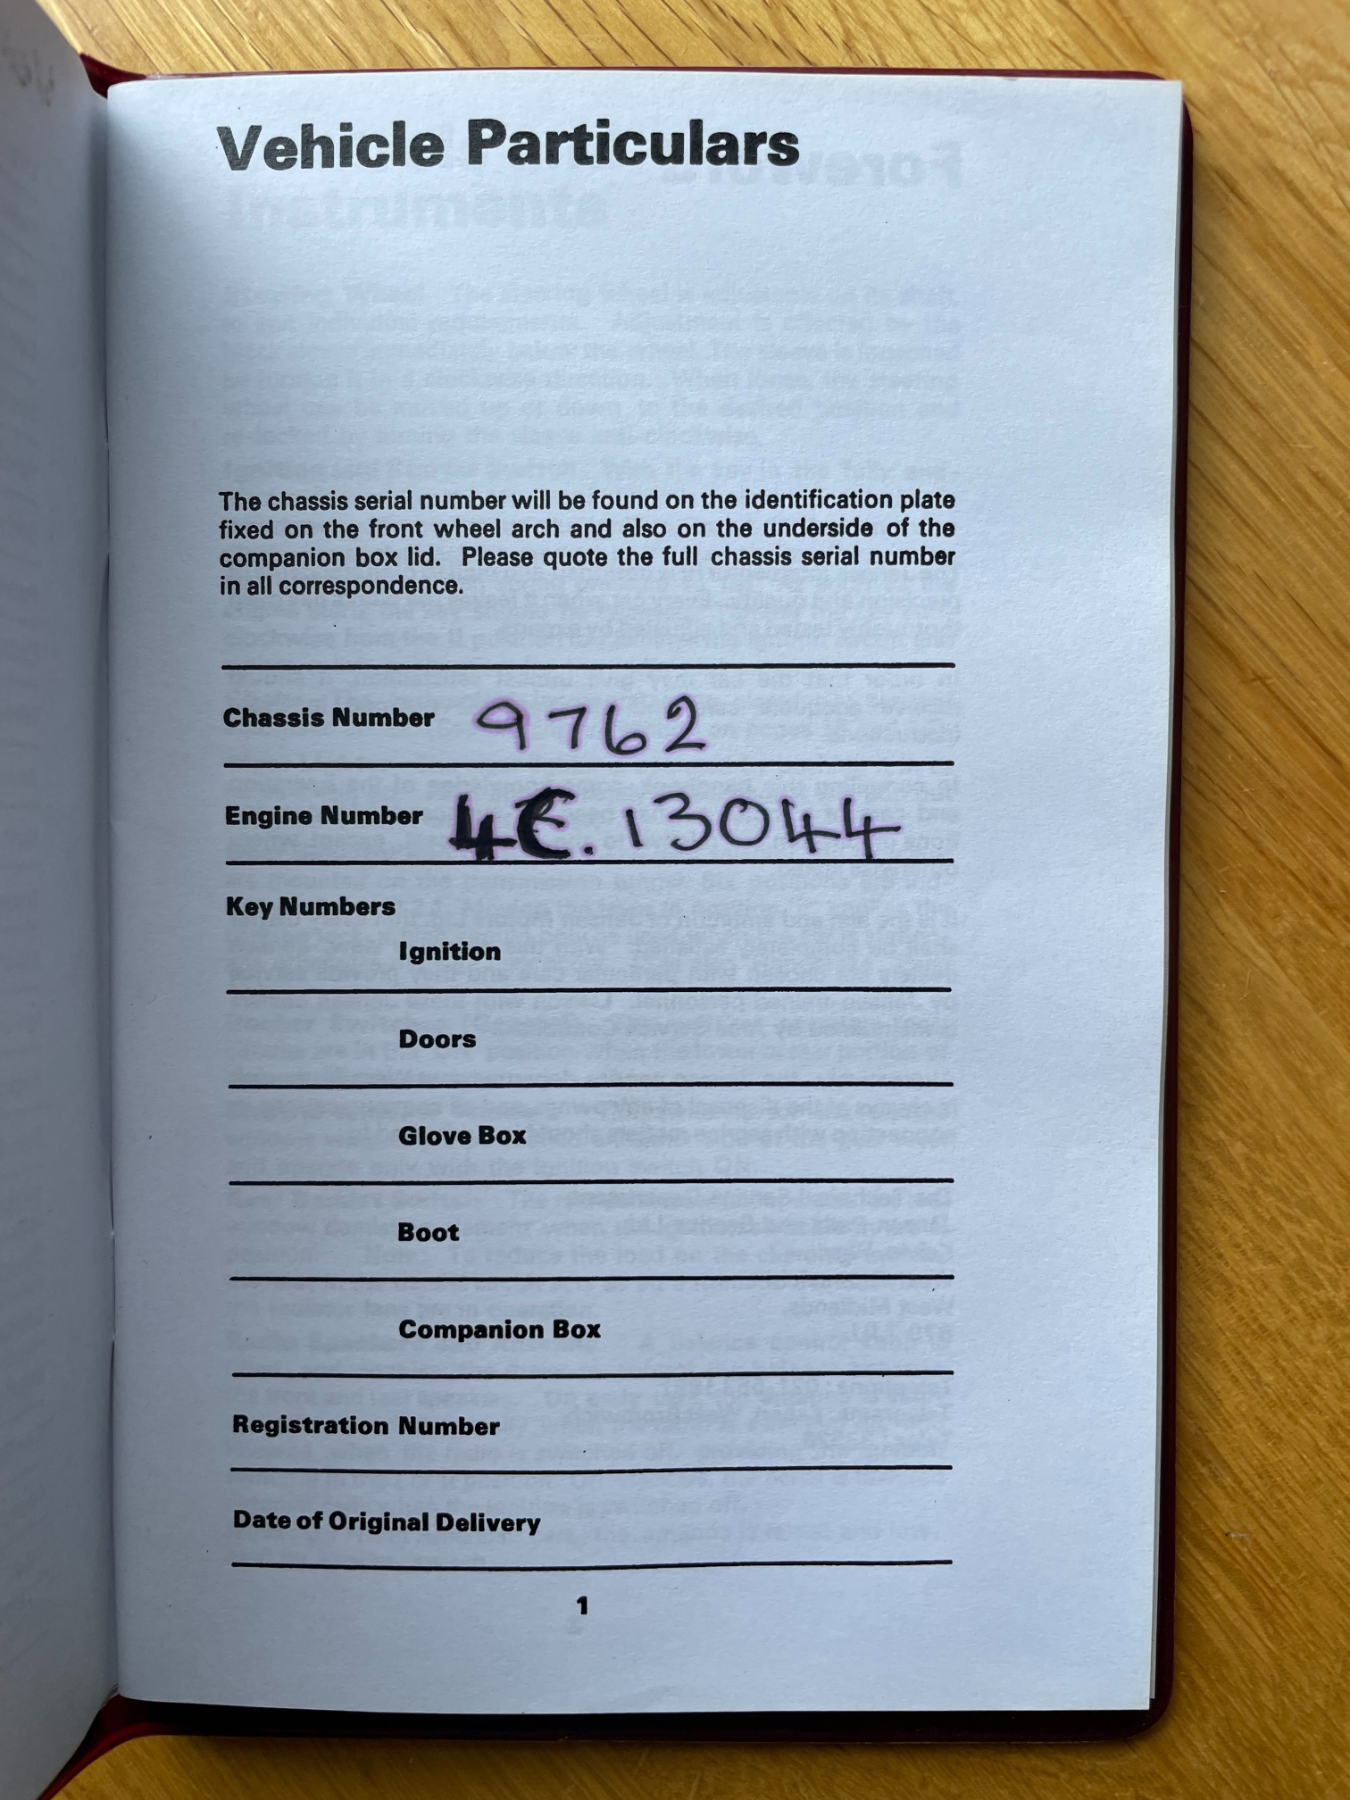 Vehicle Particulars
The chassis serial number will be found on the identification plate
fixed on the front wheel arch and also on the underside of the
companion box lid. Please quote the full chassis serial number
in all correspondence.
Chassis Number 9762
Engine Number 4E.13044
Key Numbers
Ignition
Doors
Glove Box
Boot
Companion Box
Registration Number
Date of Original Delivery
1